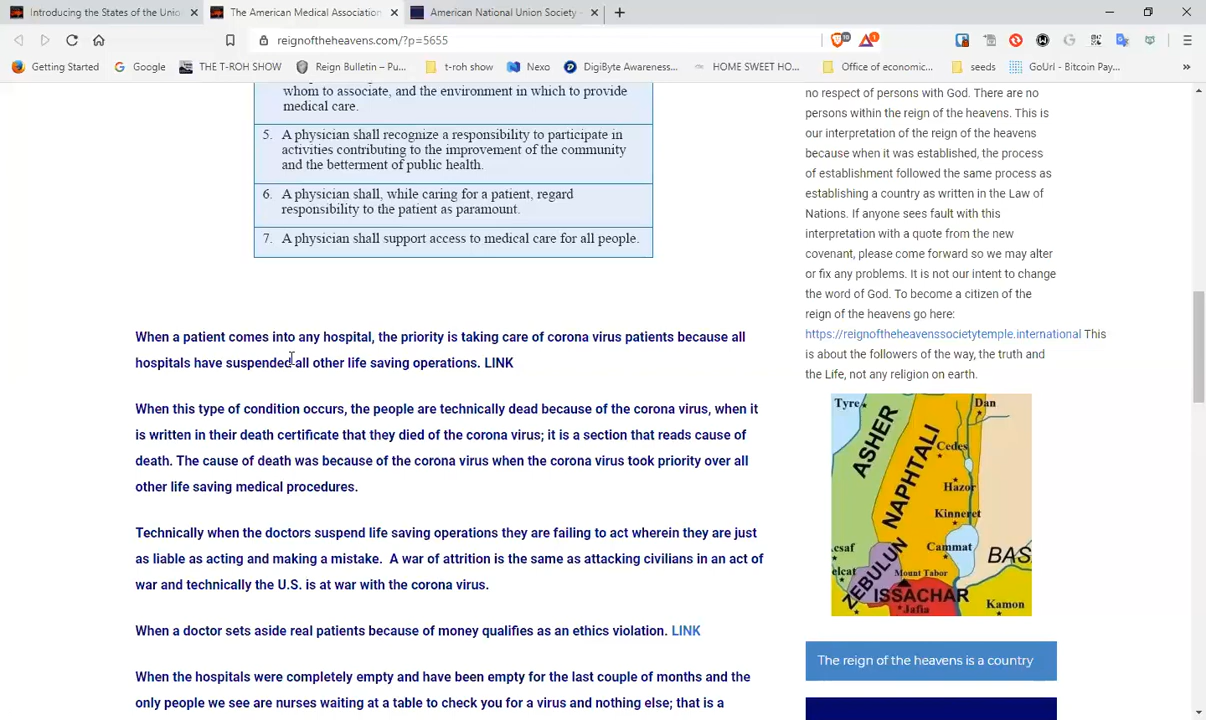 Introducing the States of the Unio
The American Medical Association
American National Union Society -
reignoftheheavens.com/?p=5655
Getting Started
Google
THE T-ROH SHOW
Reign Bulletin – Pu...
t-roh show
Nexo
DigiByte Awareness...
HOME SWEET HO...
Office of economic...
seeds
GoUrl - Bitcoin Pay...
whom to associate, and the environment in which to provide
medical care.
5. A physician shall recognize a responsibility to participate in
activities contributing to the improvement of the community
and the betterment of public health.
6. A physician shall, while caring for a patient, regard
responsibility to the patient as paramount.
7. A physician shall support access to medical care for all people.
When a patient comes into any hospital, the priority is taking care of corona virus patients because all
hospitals have suspended all other life saving operations. LINK
When this type of condition occurs, the people are technically dead because of the corona virus, when it
is written in their death certificate that they died of the corona virus; it is a section that reads cause of
death. The cause of death was because of the corona virus when the corona virus took priority over all
other life saving medical procedures.
Technically when the doctors suspend life saving operations they are failing to act wherein they are just
as liable as acting and making a mistake. A war of attrition is the same as attacking civilians in an act of
war and technically the U.S. is at war with the corona virus.
When a doctor sets aside real patients because of money qualifies as an ethics violation. LINK
When the hospitals were completely empty and have been empty for the last couple of months and the
only people we see are nurses waiting at a table to check you for a virus and nothing else; that is a
no respect of persons with God. There are no
persons within the reign of the heavens. This is
our interpretation of the reign of the heavens
because when it was established, the process
of establishment followed the same process as
establishing a country as written in the Law of
Nations. If anyone sees fault with this
interpretation with a quote from the new
covenant, please come forward so we may alter
or fix any problems. It is not our intent to change
the word of God. To become a citizen of the
reign of the heavens go here:
https://reignoftheheavenssocietytemple.international This
is about the followers of the way, the truth and
the Life, not any religion on earth.
Tyre
Dan
ASHER
NAPHTALI
Cedes
Hazor
Kinneret
Cammat
BAS
ZEBULUN
Mount Tabor
ISSACHAR
Jafia
Kamon
The reign of the heavens is a country